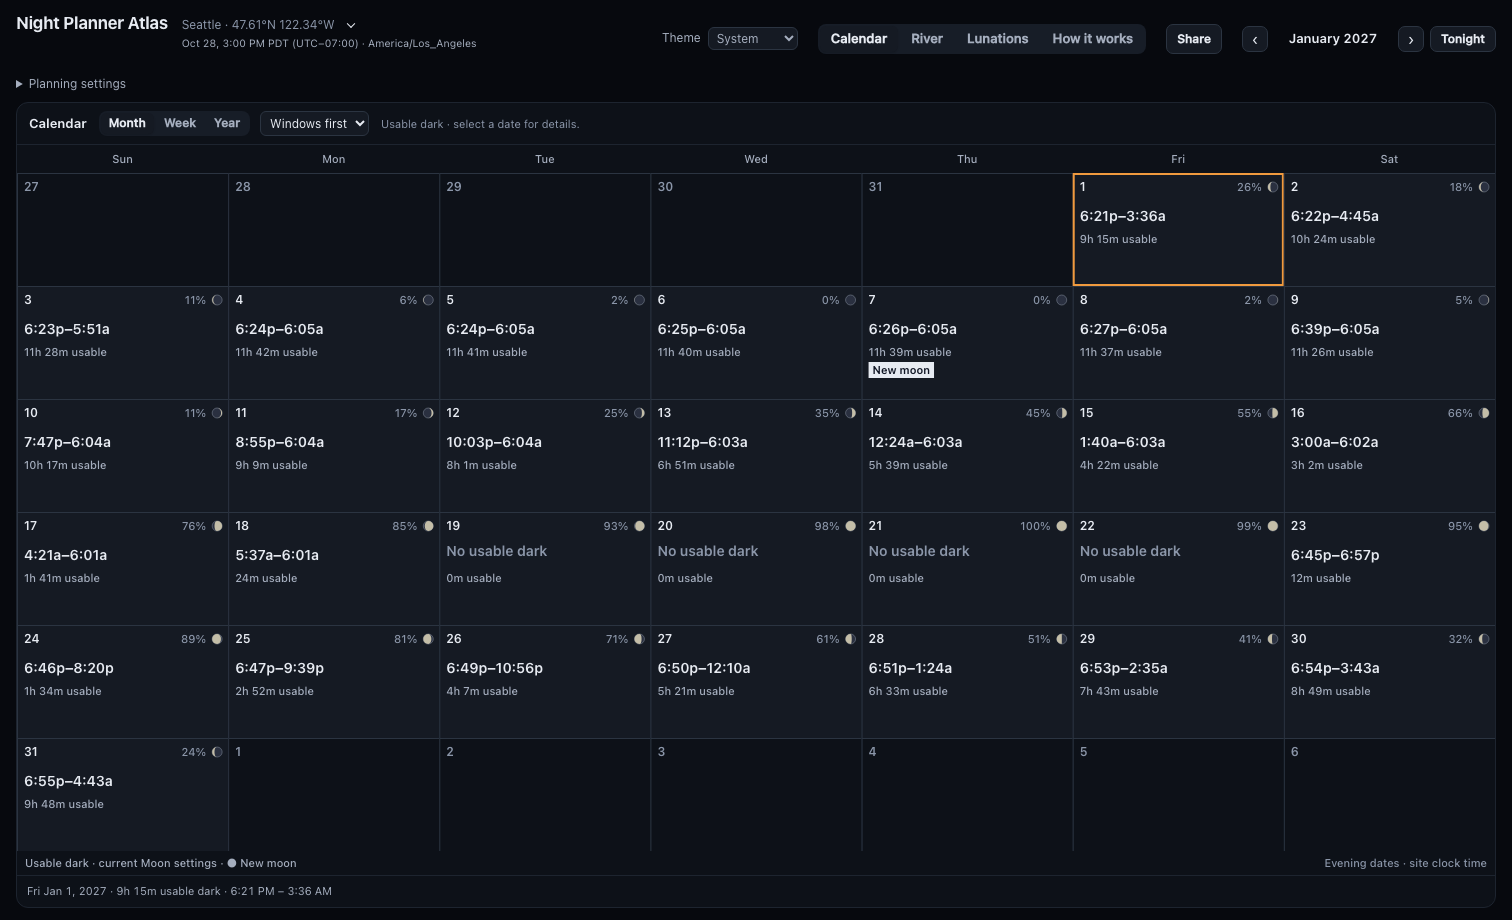 Night Planner Atlas
Seattle · 47.61°N 122.34°W
Oct 28, 3:00 PM PDT (UTC−07:00) · America/Los_Angeles
Theme System
Calendar River Lunations How it works
Share
‹ January 2027 ›
Tonight
Planning settings
Calendar Month Week Year Windows first Usable dark · select a date for details.
Sun Mon Tue Wed Thu Fri Sat
27 28 29 30 31 1 26% 2 18%
6:21p–3:36a 6:22p–4:45a
9h 15m usable 10h 24m usable
3 11% 4 6% 5 2% 6 0% 7 0% 8 2% 9 5%
6:23p–5:51a 6:24p–6:05a 6:24p–6:05a 6:25p–6:05a 6:26p–6:05a 6:27p–6:05a 6:39p–6:05a
11h 28m usable 11h 42m usable 11h 41m usable 11h 40m usable 11h 39m usable 11h 37m usable 11h 26m usable
New moon
10 11% 11 17% 12 25% 13 35% 14 45% 15 55% 16 66%
7:47p–6:04a 8:55p–6:04a 10:03p–6:04a 11:12p–6:03a 12:24a–6:03a 1:40a–6:03a 3:00a–6:02a
10h 17m usable 9h 9m usable 8h 1m usable 6h 51m usable 5h 39m usable 4h 22m usable 3h 2m usable
17 76% 18 85% 19 93% 20 98% 21 100% 22 99% 23 95%
4:21a–6:01a 5:37a–6:01a No usable dark No usable dark No usable dark No usable dark 6:45p–6:57p
1h 41m usable 24m usable 0m usable 0m usable 0m usable 0m usable 12m usable
24 89% 25 81% 26 71% 27 61% 28 51% 29 41% 30 32%
6:46p–8:20p 6:47p–9:39p 6:49p–10:56p 6:50p–12:10a 6:51p–1:24a 6:53p–2:35a 6:54p–3:43a
1h 34m usable 2h 52m usable 4h 7m usable 5h 21m usable 6h 33m usable 7h 43m usable 8h 49m usable
31 24% 1 2 3 4 5 6
6:55p–4:43a
9h 48m usable
Usable dark · current Moon settings · New moon
Evening dates · site clock time
Fri Jan 1, 2027 · 9h 15m usable dark · 6:21 PM – 3:36 AM